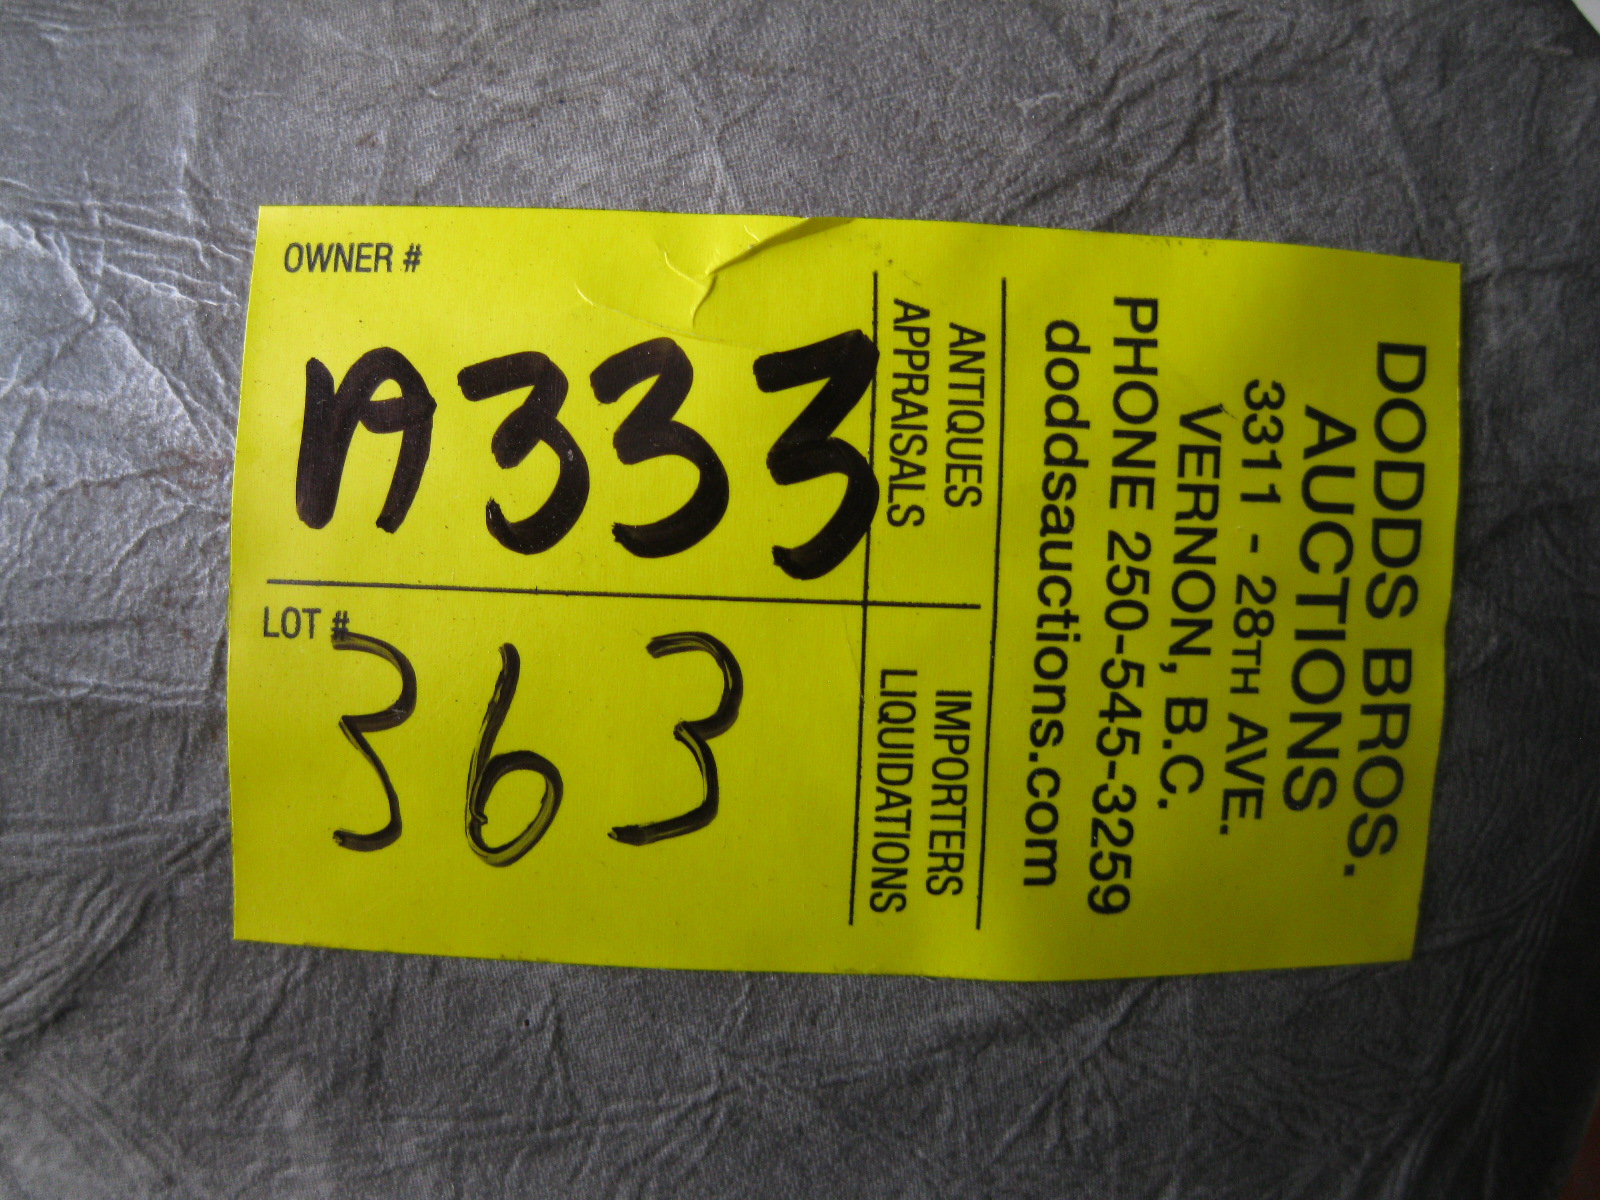 DODDS BROS.
AUCTIONS
3311 - 28TH AVE.
VERNON, B.C.
PHONE 250-545-3259
doddsauctions.com
ANTIQUES
APPRAISALS
IMPORTERS
LIQUIDATIONS
OWNER #
A333
LOT #
363